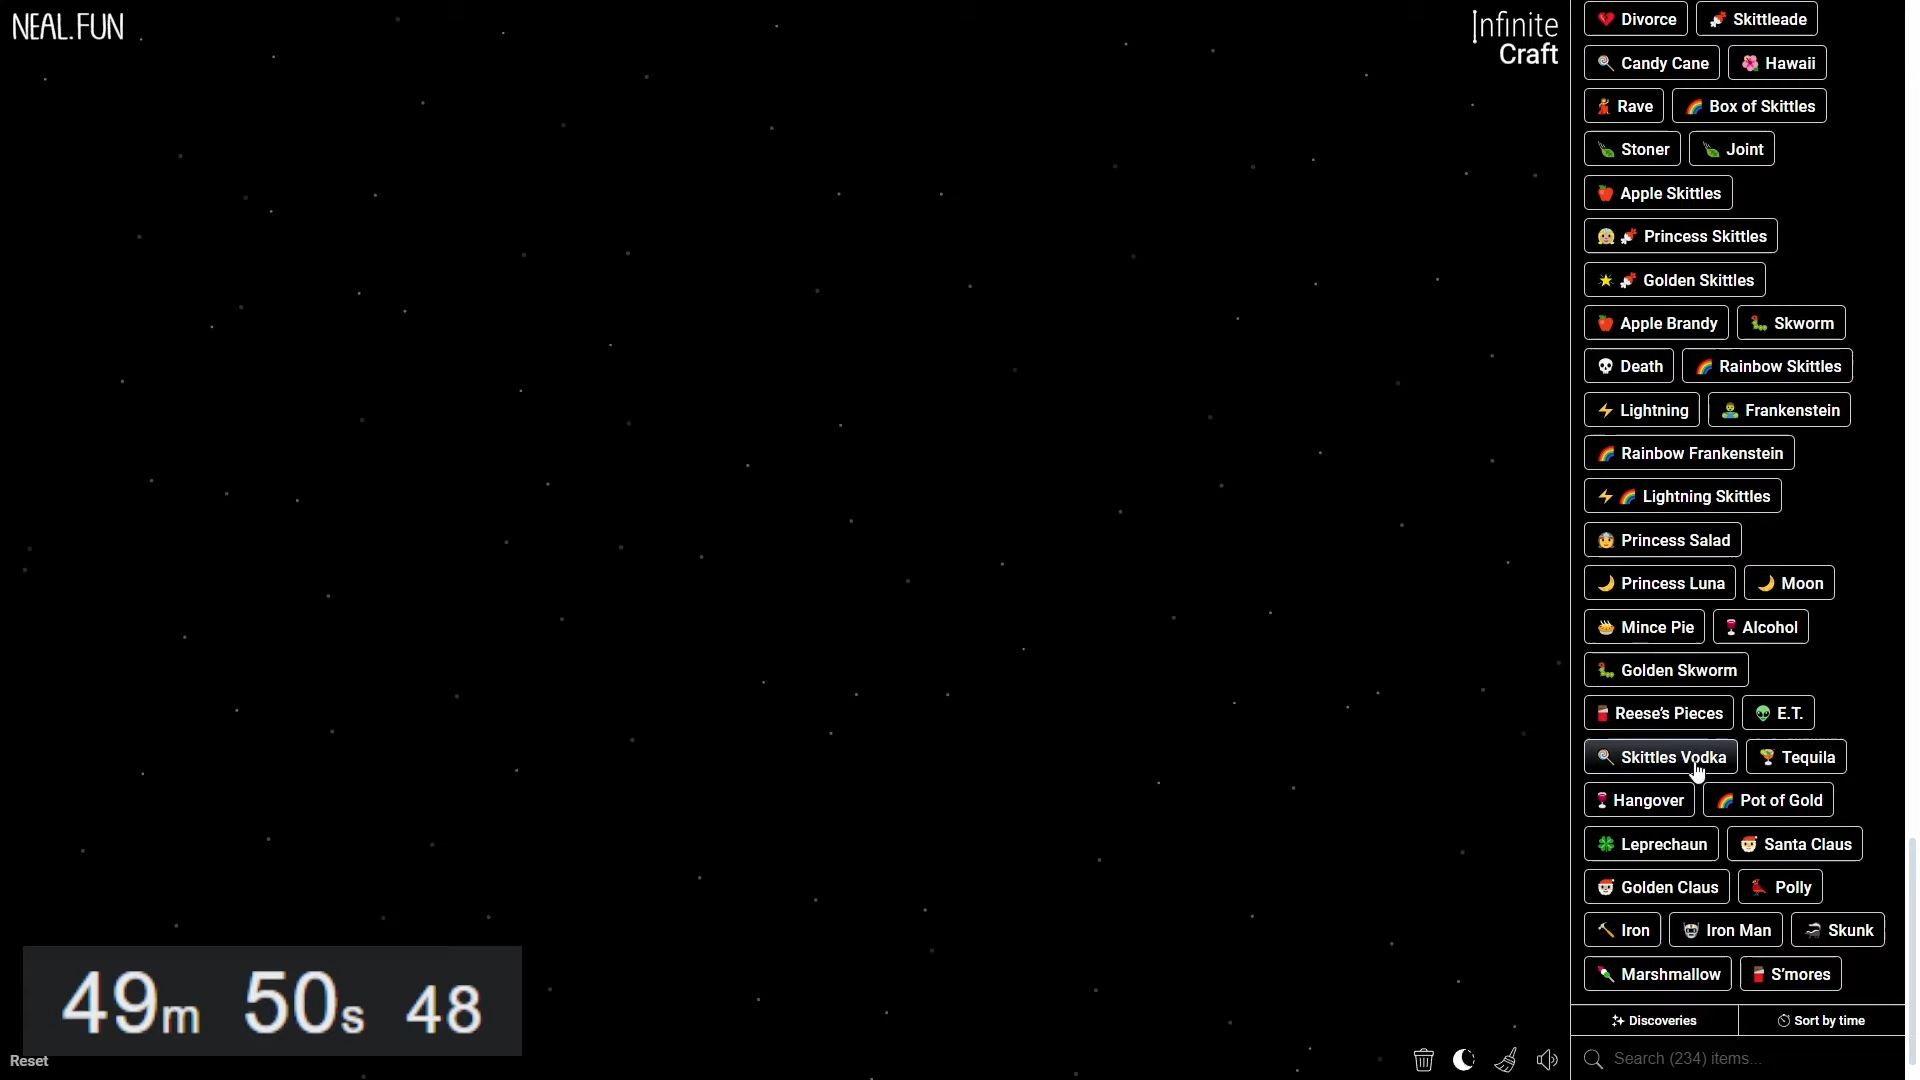 NEAL.FUN
Infinite
Craft
Divorce Skittleade
Candy Cane Hawaii
Rave Box of Skittles
Stoner Joint
Apple Skittles
Princess Skittles
Golden Skittles
Apple Brandy Skworm
Death Rainbow Skittles
Lightning Frankenstein
Rainbow Frankenstein
Lightning Skittles
Princess Salad
Princess Luna Moon
Mince Pie Alcohol
Golden Skworm
Reese's Pieces E.T.
Skittles Vodka Tequila
Hangover Pot of Gold
Leprechaun Santa Claus
Golden Claus Polly
Iron Iron Man Skunk
Marshmallow S'mores
Discoveries Sort by time
Search (234) items...
49m 50s 48
Reset